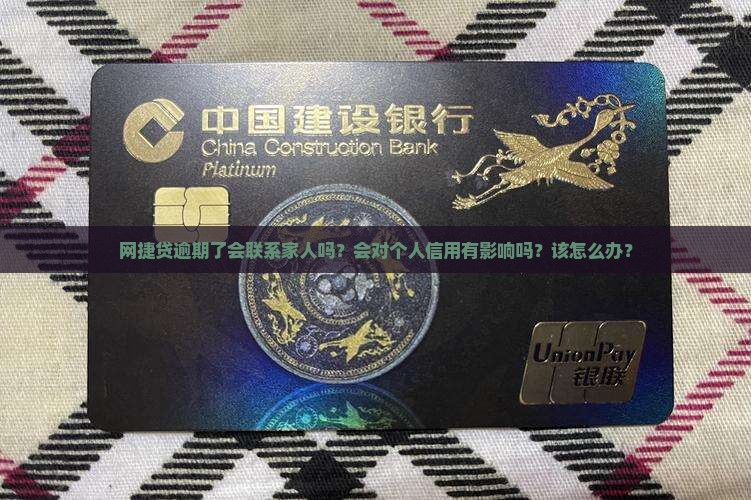 中国建设银行
China Construction Bank
Platinum
网捷贷逾期了会联系家人吗？会对个人信用有影响吗？该怎么办？
UnionPay
银联